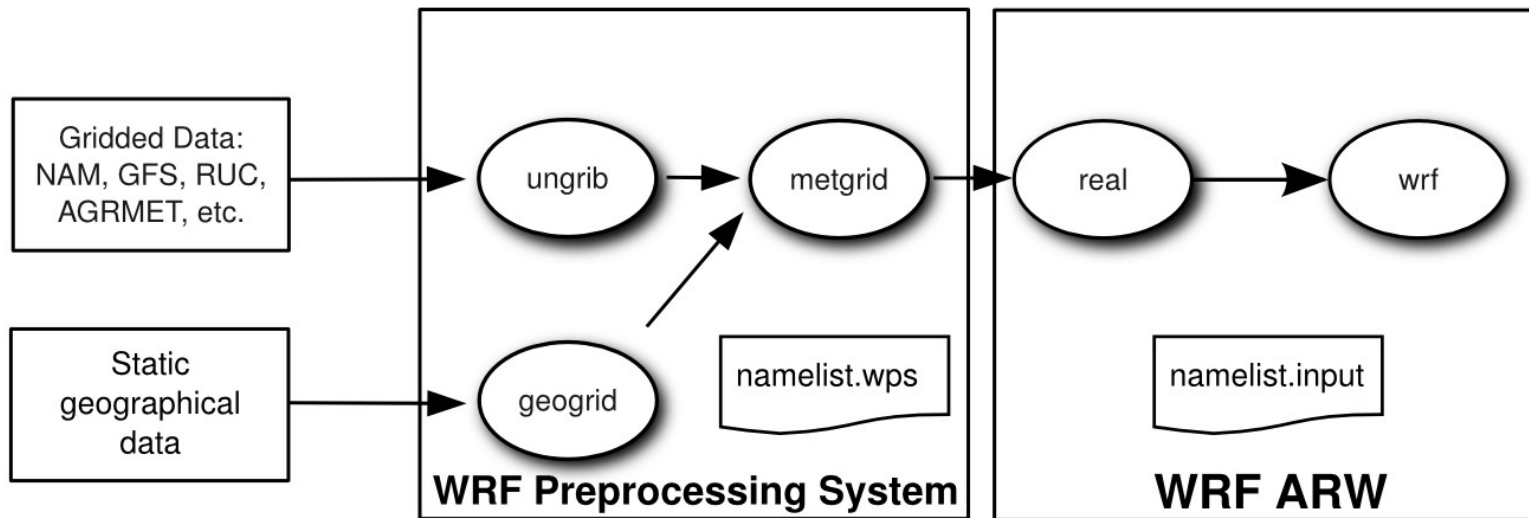 Gridded Data:
NAM, GFS, RUC,
AGRMET, etc.
Static
geographical
data
ungrib
metgrid
geogrid
namelist.wps
WRF Preprocessing System
real
wrf
namelist.input
WRF ARW